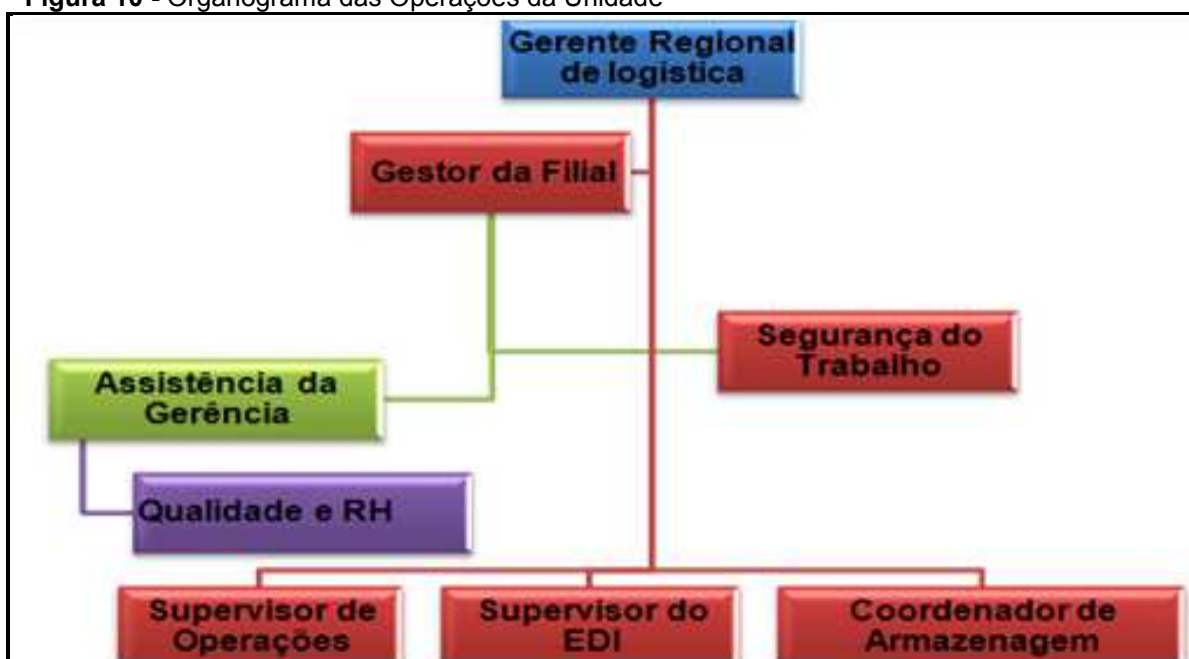 Figura 10 - Organograma das Operações da Unidade
Gerente Regional
de logística
Gestor da Filial
Segurança do
Trabalho
Assistência da
Gerência
Qualidade e RH
Supervisor de
Operações
Supervisor do
EDI
Coordenador de
Armazenagem